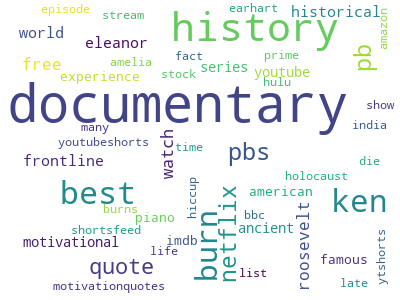 episode
stream
earhart
historical
amazon
world
eleanor
history
pb
free
amelia
fact
prime
experience
stock
series
youtube
hulu
documentary
many
show
youtubeshorts
watch
time
pbs
india
frontline
die
holocaust
best
hiccup
netflix
american
ken
burns
piano
burn
bbc
ancient
roosevelt
shortsfeed
motivational
imdb
life
list
famous
ytshorts
quote
motivationquotes
late